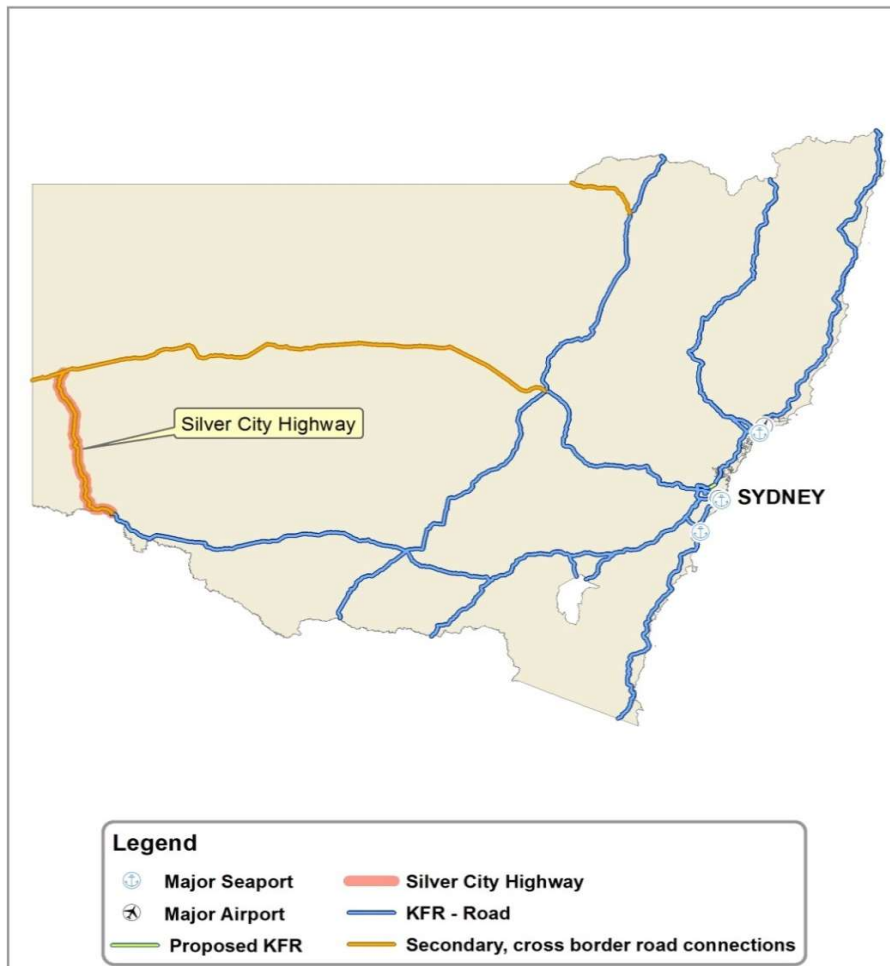 Silver City Highway
SYDNEY
Legend
Major Seaport
Silver City Highway
Major Airport
KFR - Road
Proposed KFR
Secondary, cross border road connections